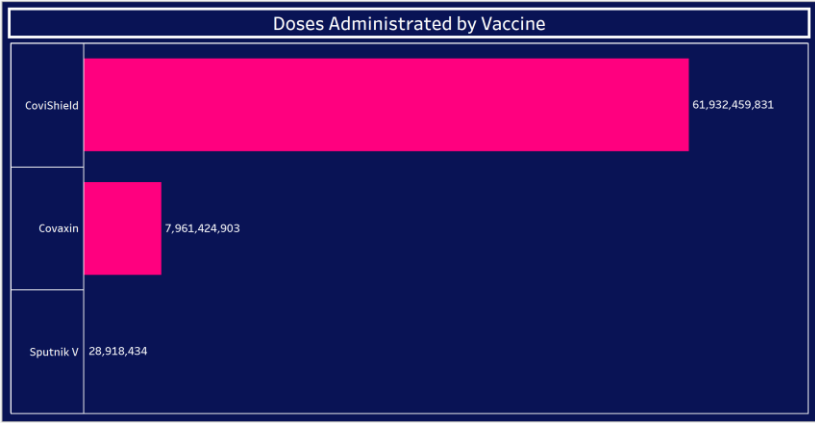 Doses Administrated by Vaccine
CoviShield 61,932,459,831
Covaxin 7,961,424,903
Sputnik V 28,918,434